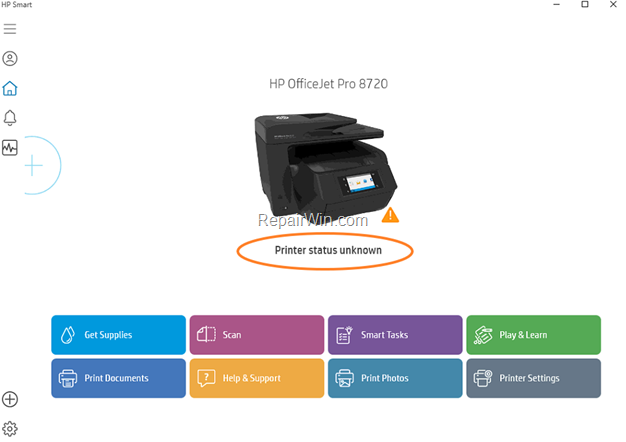 HP Smart
HP OfficeJet Pro 8720
RepairWin.com
Printer status unknown
Get Supplies
Scan
Smart Tasks
Play & Learn
Print Documents
Help & Support
Print Photos
Printer Settings